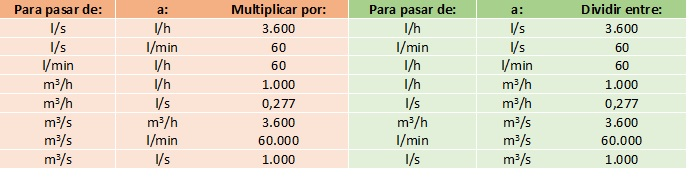 Para pasar de: a: Multiplicar por: Para pasar de: a: Dividir entre:
l/s l/h 3.600 l/h l/s 3.600
l/s l/min 60 l/min l/s 60
l/min l/h 60 l/h l/min 60
m³/h l/h 1.000 l/h m³/h 1.000
m³/h l/s 0,277 l/s m³/h 0,277
m³/s m³/h 3.600 m³/h m³/s 3.600
m³/s l/min 60.000 l/min m³/s 60.000
m³/s l/s 1.000 l/s m³/s 1.000